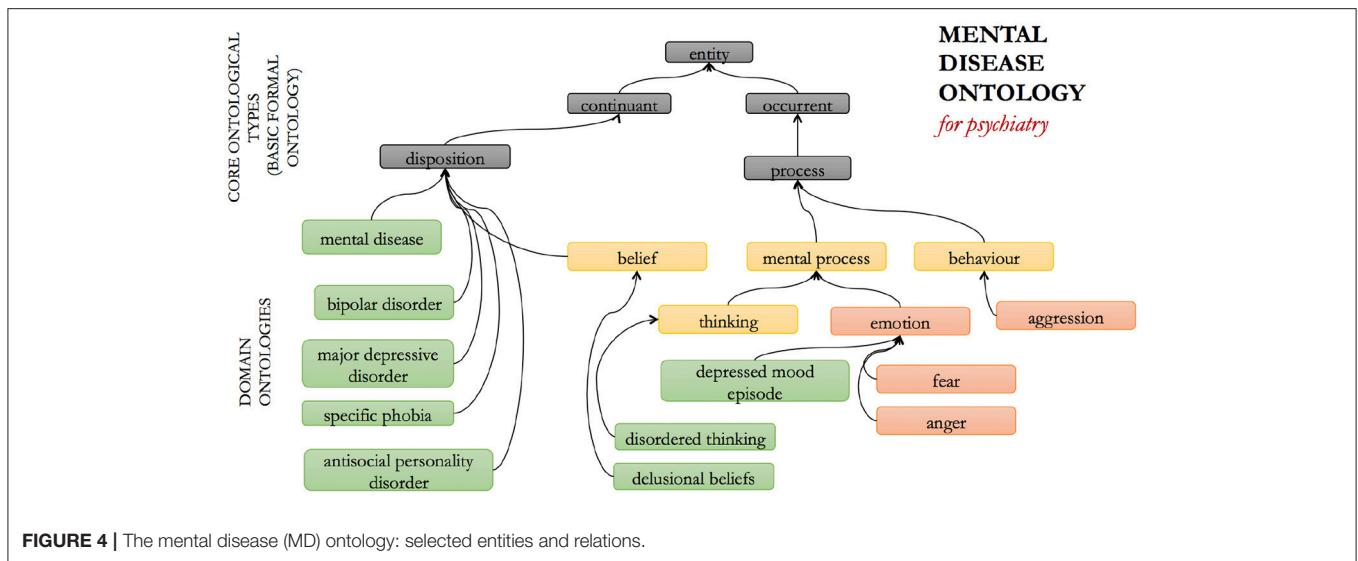 CORE ONTOLOGICAL
TYPES
(BASIC FORMAL
ONTOLOGY)
MENTAL
DISEASE
ONTOLOGY
for psychiatry
entity
continuant
occurrent
disposition
process
mental disease
belief
mental process
behaviour
bipolar disorder
thinking
emotion
aggression
DOMAIN
ONTOLOGIES
major depressive
disorder
depressed mood
episode
fear
specific phobia
anger
disordered thinking
antisocial personality
disorder
delusional beliefs
FIGURE 4 | The mental disease (MD) ontology: selected entities and relations.